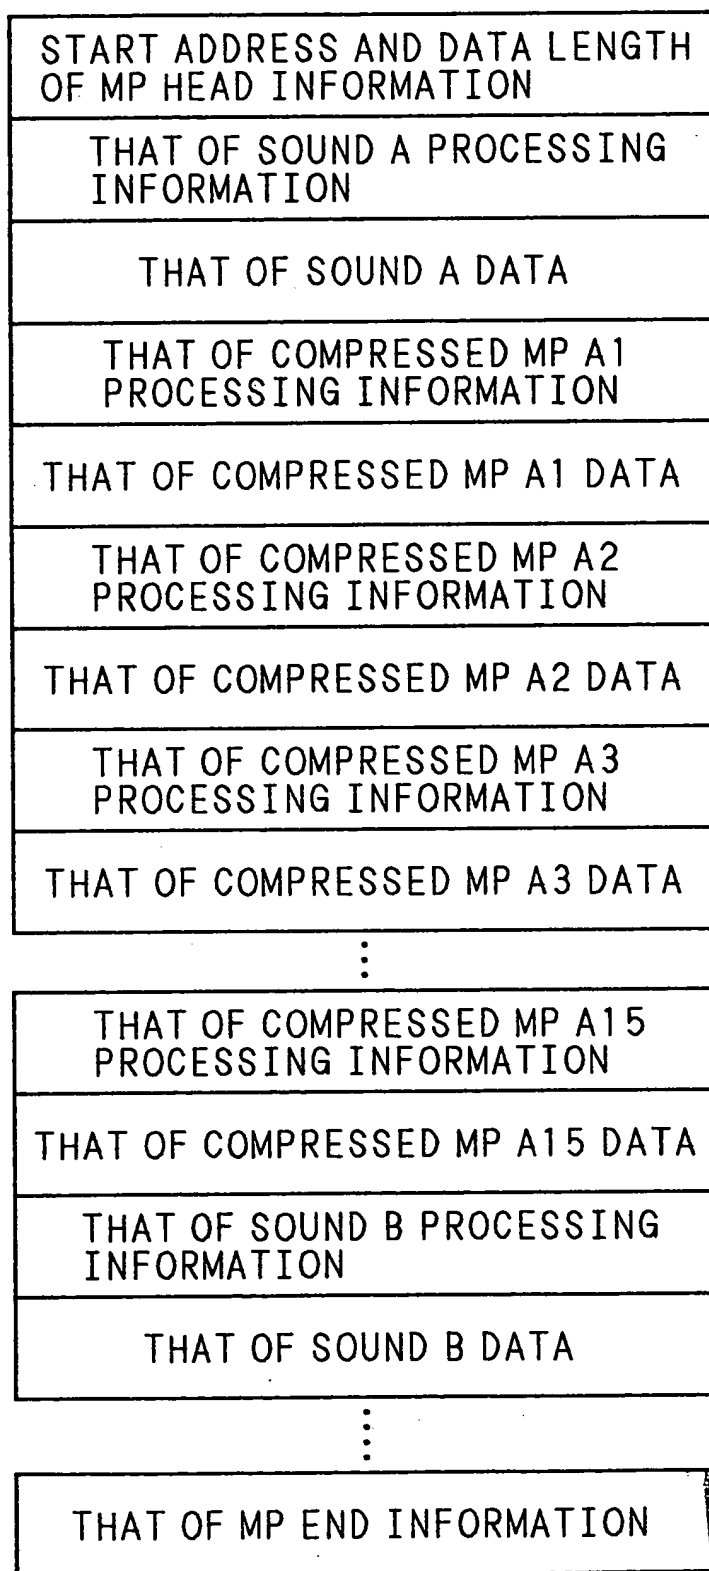 START ADDRESS AND DATA LENGTH
OF MP HEAD INFORMATION
THAT OF SOUND A PROCESSING
INFORMATION
THAT OF SOUND A DATA
THAT OF COMPRESSED MP A1
PROCESSING INFORMATION
THAT OF COMPRESSED MP A1 DATA
THAT OF COMPRESSED MP A2
PROCESSING INFORMATION
THAT OF COMPRESSED MP A2 DATA
THAT OF COMPRESSED MP A3
PROCESSING INFORMATION
THAT OF COMPRESSED MP A3 DATA
THAT OF COMPRESSED MP A15
PROCESSING INFORMATION
THAT OF COMPRESSED MP A15 DATA
THAT OF SOUND B PROCESSING
INFORMATION
THAT OF SOUND B DATA
THAT OF MP END INFORMATION